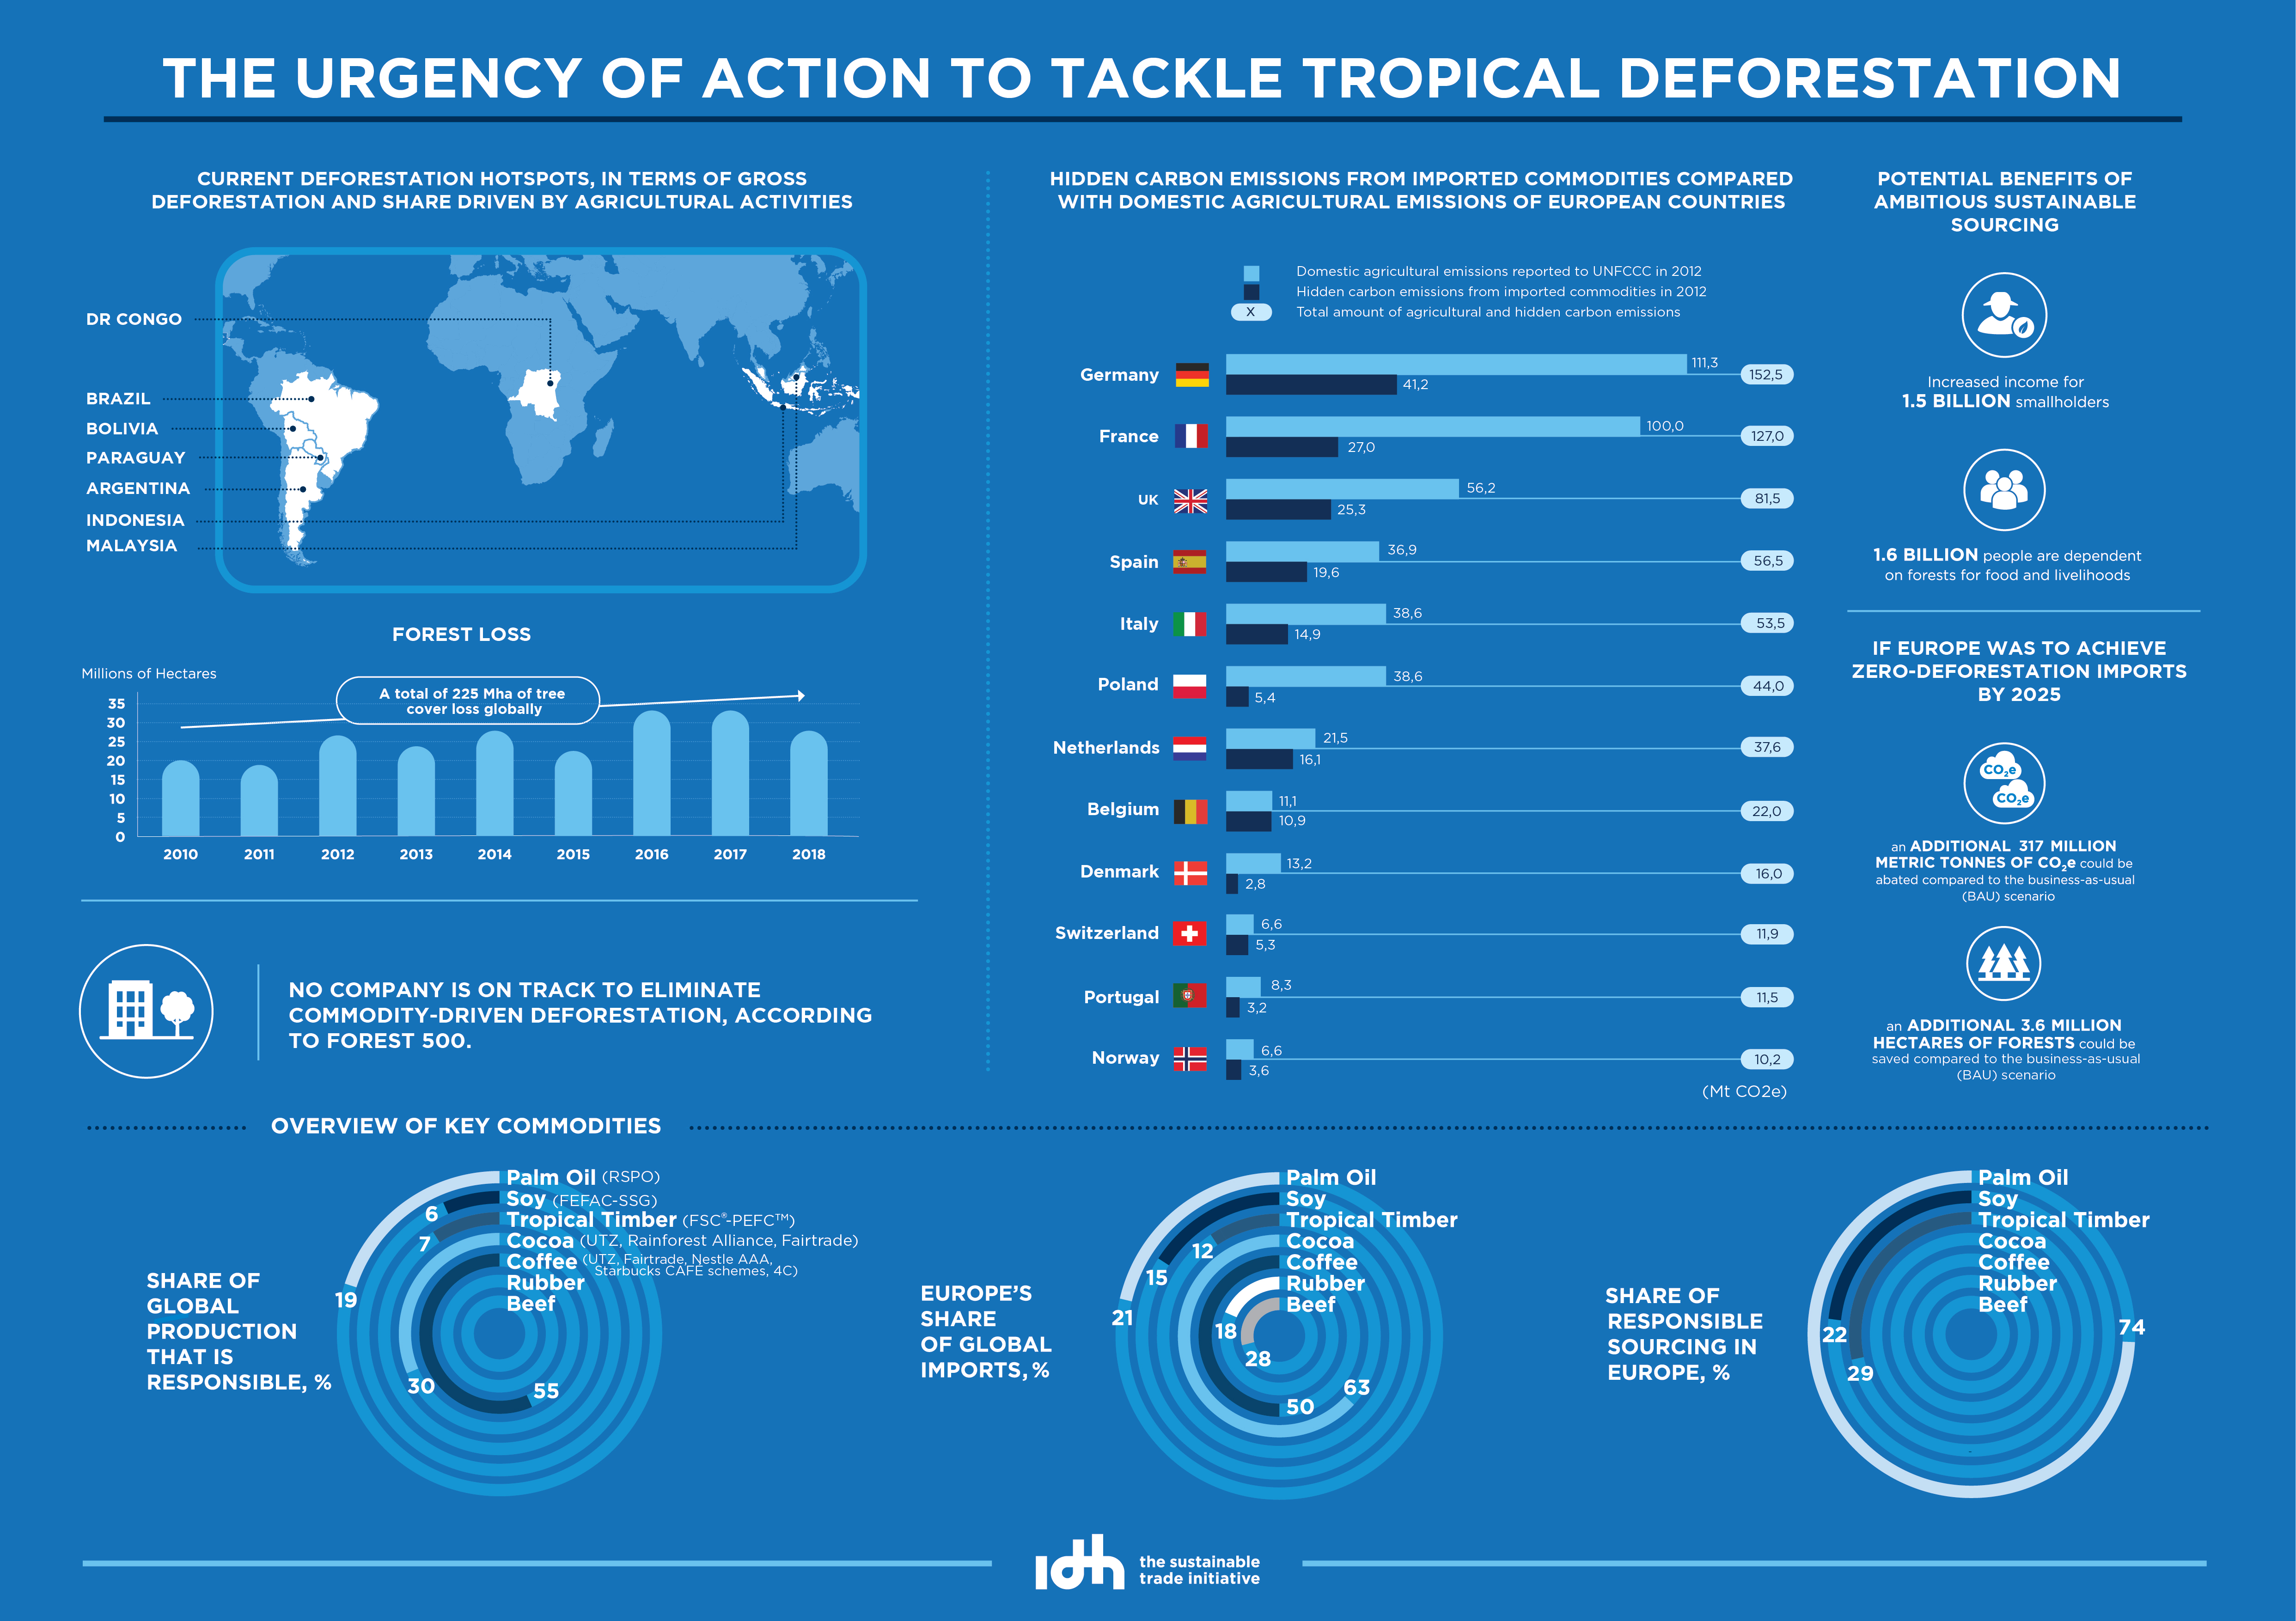 THE URGENCY OF ACTION TO TACKLE TROPICAL DEFORESTATION
CURRENT DEFORESTATION HOTSPOTS, IN TERMS OF GROSS
DEFORESTATION AND SHARE DRIVEN BY AGRICULTURAL ACTIVITIES
DR CONGO
BRAZIL
BOLIVIA
PARAGUAY
ARGENTINA
INDONESIA
MALAYSIA
FOREST LOSS
Millions of Hectares
A total of 225 Mha of tree
cover loss globally
35
30
25
20
15
10
5
0
2010 2011 2012 2013 2014 2015 2016 2017 2018
NO COMPANY IS ON TRACK TO ELIMINATE
COMMODITY-DRIVEN DEFORESTATION, ACCORDING
TO FOREST 500.
HIDDEN CARBON EMISSIONS FROM IMPORTED COMMODITIES COMPARED
WITH DOMESTIC AGRICULTURAL EMISSIONS OF EUROPEAN COUNTRIES
Domestic agricultural emissions reported to UNFCCC in 2012
Hidden carbon emissions from imported commodities in 2012
X Total amount of agricultural and hidden carbon emissions
Germany 111,3 41,2 152,5
France 100,0 27,0 127,0
UK 56,2 25,3 81,5
Spain 36,9 19,6 56,5
Italy 38,6 14,9 53,5
Poland 38,6 5,4 44,0
Netherlands 21,5 16,1 37,6
Belgium 11,1 10,9 22,0
Denmark 13,2 2,8 16,0
Switzerland 6,6 5,3 11,9
Portugal 8,3 3,2 11,5
Norway 6,6 3,6 10,2
(Mt CO2e)
POTENTIAL BENEFITS OF
AMBITIOUS SUSTAINABLE
SOURCING
Increased income for
1.5 BILLION smallholders
1.6 BILLION people are dependent
on forests for food and livelihoods
IF EUROPE WAS TO ACHIEVE
ZERO-DEFORESTATION IMPORTS
BY 2025
CO₂e
CO₂e
an ADDITIONAL 317 MILLION
METRIC TONNES OF CO₂e could be
abated compared to the business-as-usual
(BAU) scenario
an ADDITIONAL 3.6 MILLION
HECTARES OF FORESTS could be
saved compared to the business-as-usual
(BAU) scenario
OVERVIEW OF KEY COMMODITIES
SHARE OF
GLOBAL
PRODUCTION
THAT IS
RESPONSIBLE, %
Palm Oil (RSPO)
Soy (FEFAC-SSG)
Tropical Timber (FSC®-PEFC™)
Cocoa (UTZ, Rainforest Alliance, Fairtrade)
Coffee (UTZ, Fairtrade, Nestle AAA,
Starbucks CAFE schemes, 4C)
Rubber
Beef
6
7
19
30
55
EUROPE'S
SHARE
OF GLOBAL
IMPORTS, %
Palm Oil
Soy
Tropical Timber
Cocoa
Coffee
Rubber
Beef
12
15
21
18
28
63
50
SHARE OF
RESPONSIBLE
SOURCING IN
EUROPE, %
Palm Oil
Soy
Tropical Timber
Cocoa
Coffee
Rubber
Beef
74
22
29
idh the sustainable
trade initiative